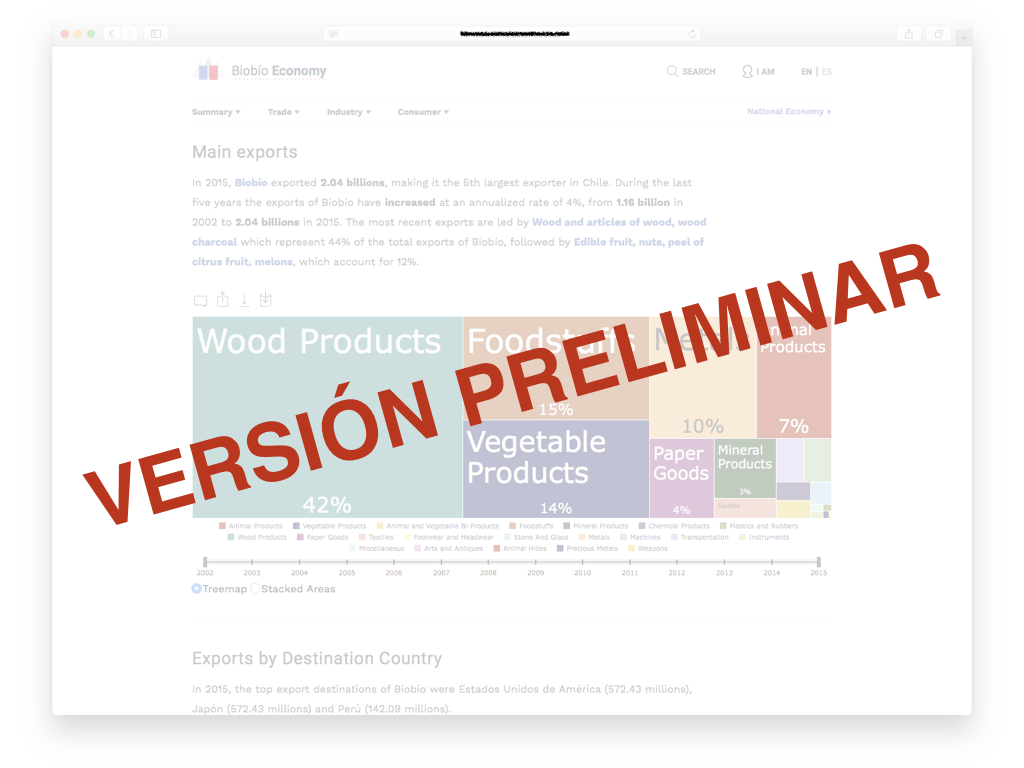 Biobío Economy
SEARCH
I AM
EN | ES
Summary
Trade
Industry
Consumer
National Economy »
Main exports
In 2015, Biobío exported 2.04 billions, making it the 5th largest exporter in Chile. During the last
five years the exports of Biobío have increased at an annualized rate of 4%, from 1.16 billion in
2002 to 2.04 billions in 2015. The most recent exports are led by Wood and articles of wood, wood
charcoal which represent 44% of the total exports of Biobío, followed by Edible fruit, nuts, peel of
citrus fruit, melons, which account for 12%.
VERSIÓN PRELIMINAR
Wood Products
42%
Foodstuffs
15%
Vegetable
Products
14%
Metals
10%
Animal
Products
7%
Paper
Goods
4%
Mineral
Products
3%
Textiles
Animal Products Vegetable Products Animal and Vegetable Bi-Products Foodstuffs Mineral Products Chemical Products Plastics and Rubbers
Wood Products Paper Goods Textiles Footwear and Headwear Stone And Glass Metals Machines Transportation Instruments
Miscellaneous Arts and Antiques Animal Hides Precious Metals Weapons
2002 2003 2004 2005 2006 2007 2008 2009 2010 2011 2012 2013 2014 2015
Treemap Stacked Areas
Exports by Destination Country
In 2015, the top export destinations of Biobío were Estados Unidos de América (572.43 millions),
Japón (572.43 millions) and Perú (142.09 millions).